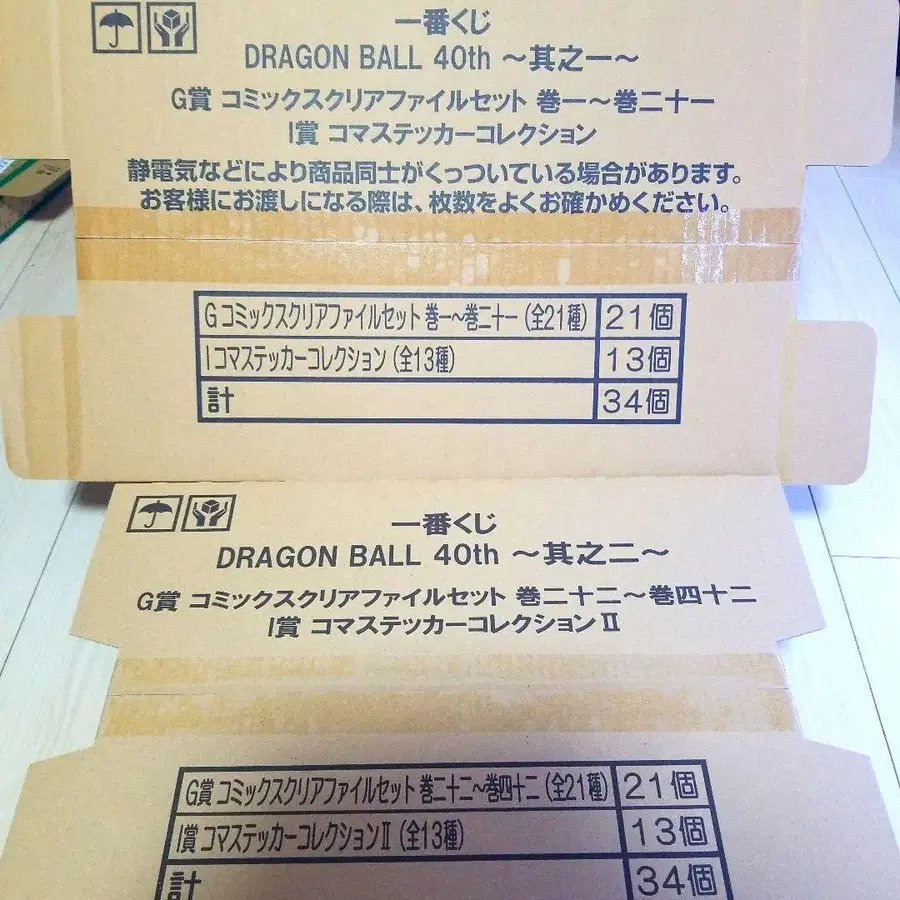 一番くじ
DRAGON BALL 40th ～其之一～
G賞 コミックスクリアファイルセット 巻一～巻二十一
I賞 コマステッカーコレクション
静電気などにより商品同士がくっついている場合があります。
お客様にお渡しになる際は、枚数をよくお確かめください。
G コミックスクリアファイルセット 巻一～巻二十一（全21種） 21個
I コマステッカーコレクション（全13種） 13個
計 34個
一番くじ
DRAGON BALL 40th ～其之二～
G賞 コミックスクリアファイルセット 巻二十二～巻四十二
I賞 コマステッカーコレクションⅡ
G賞 コミックスクリアファイルセット 巻二十二～巻四十二（全21種） 21個
I賞 コマステッカーコレクションⅡ（全13種） 13個
計 34個